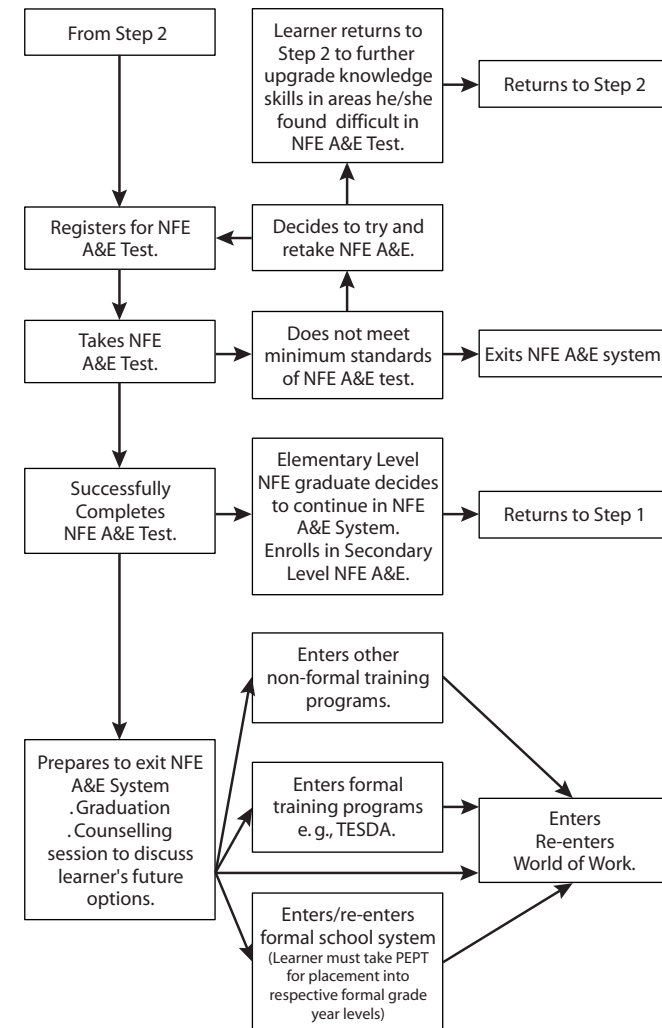 From Step 2
Learner returns to
Step 2 to further
upgrade knowledge
skills in areas he/she
found difficult in
NFE A&E Test.
Returns to Step 2
Registers for NFE
A&E Test.
Decides to try and
retake NFE A&E.
Takes NFE
A&E Test.
Does not meet
minimum standards
of NFE A&E test.
Exits NFE A&E system.
Successfully
Completes
NFE A&E Test.
Elementary Level
NFE graduate decides
to continue in NFE
A&E System.
Enrolls in Secondary
Level NFE A&E.
Returns to Step 1
Enters other
non-formal training
programs.
Prepares to exit NFE
A&E System
.Graduation
.Counselling
session to discuss
learner's future
options.
Enters formal
training programs
e.g., TESDA.
Enters
Re-enters
World of Work.
Enters/re-enters
formal school system
(Learner must take PEPT
for placement into
respective formal grade
year levels)